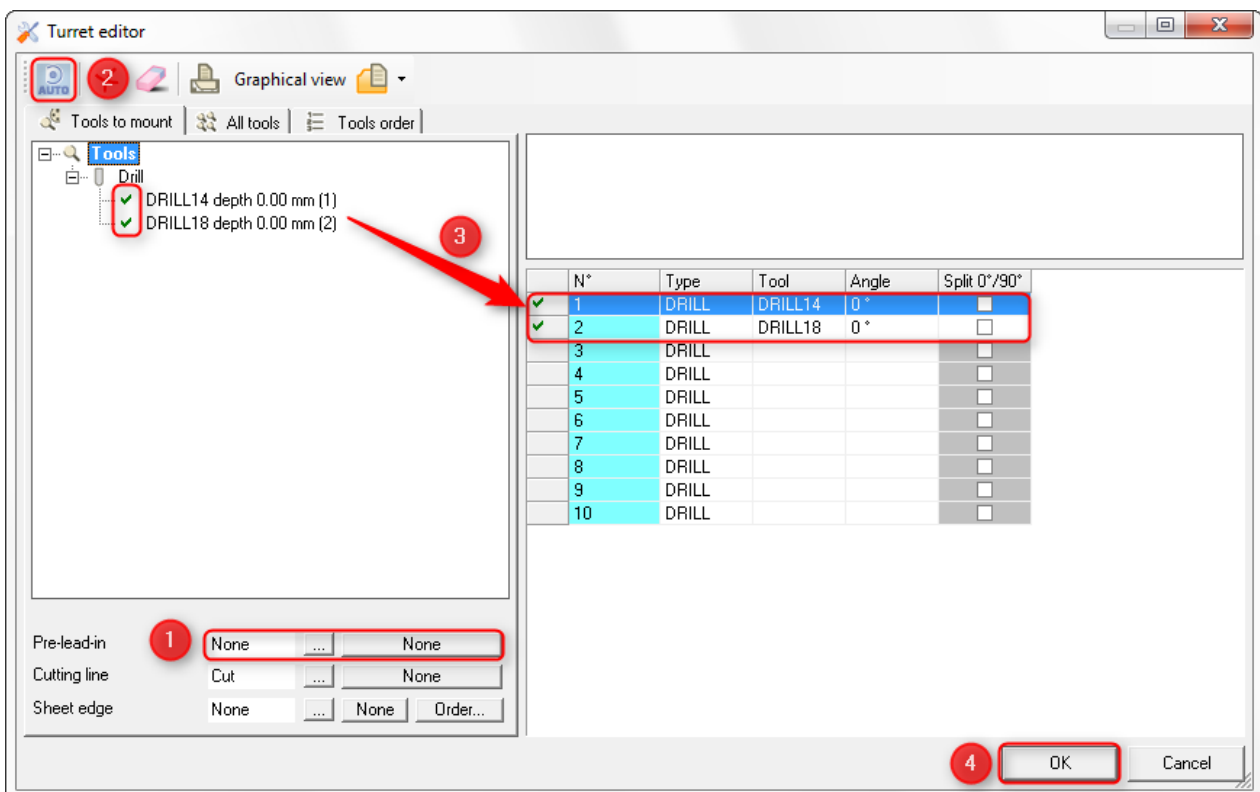 Turret editor
AUTO 2 Graphical view
Tools to mount All tools Tools order
Tools
Drill
DRILL14 depth 0.00 mm (1)
DRILL18 depth 0.00 mm (2)
3
N° Type Tool Angle Split 0°/90°
1 DRILL DRILL14 0 °
2 DRILL DRILL18 0 °
3 DRILL
4 DRILL
5 DRILL
6 DRILL
7 DRILL
8 DRILL
9 DRILL
10 DRILL
Pre-lead-in 1 None ... None
Cutting line Cut ... None
Sheet edge None ... None Order...
4 OK Cancel